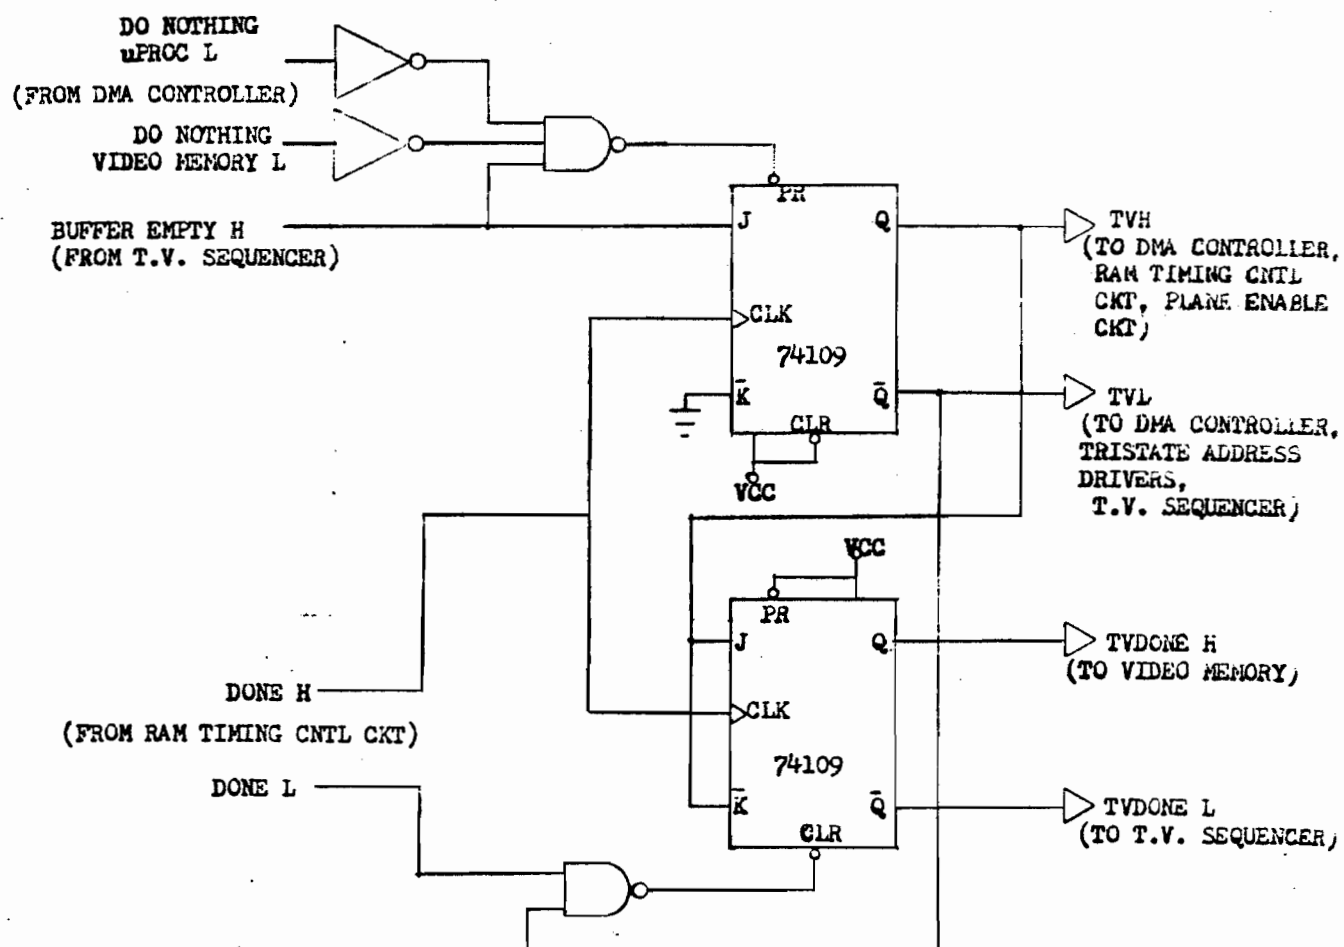 DO NOTHING
uPROC L
(FROM DMA CONTROLLER)
DO NOTHING
VIDEO MEMORY L
BUFFER EMPTY H
(FROM T.V. SEQUENCER)
PR
J
Q
CLK
74109
K̅
Q̅
CLR
VCC
TVH
(TO DMA CONTROLLER,
RAM TIMING CNTL
CKT, PLANE ENABLE
CKT)
TVL
(TO DMA CONTROLLER,
TRISTATE ADDRESS
DRIVERS,
T.V. SEQUENCER)
VCC
PR
J
Q
CLK
74109
K̅
Q̅
CLR
TVDONE H
(TO VIDEO MEMORY)
DONE H
(FROM RAM TIMING CNTL CKT)
DONE L
TVDONE L
(TO T.V. SEQUENCER)